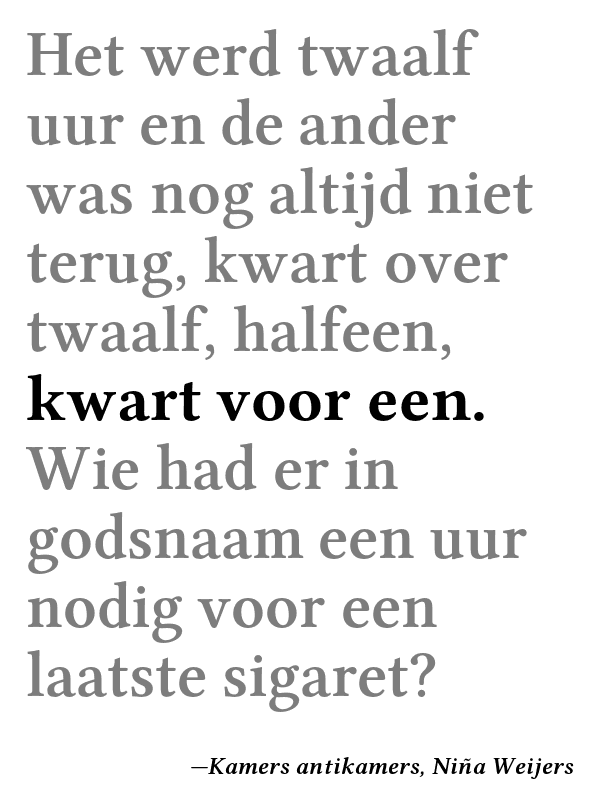 Het werd twaalf
uur en de ander
was nog altijd niet
terug, kwart over
twaalf, halfeen,
kwart voor een.
Wie had er in
godsnaam een uur
nodig voor een
laatste sigaret?
—Kamers antikamers, Niña Weijers